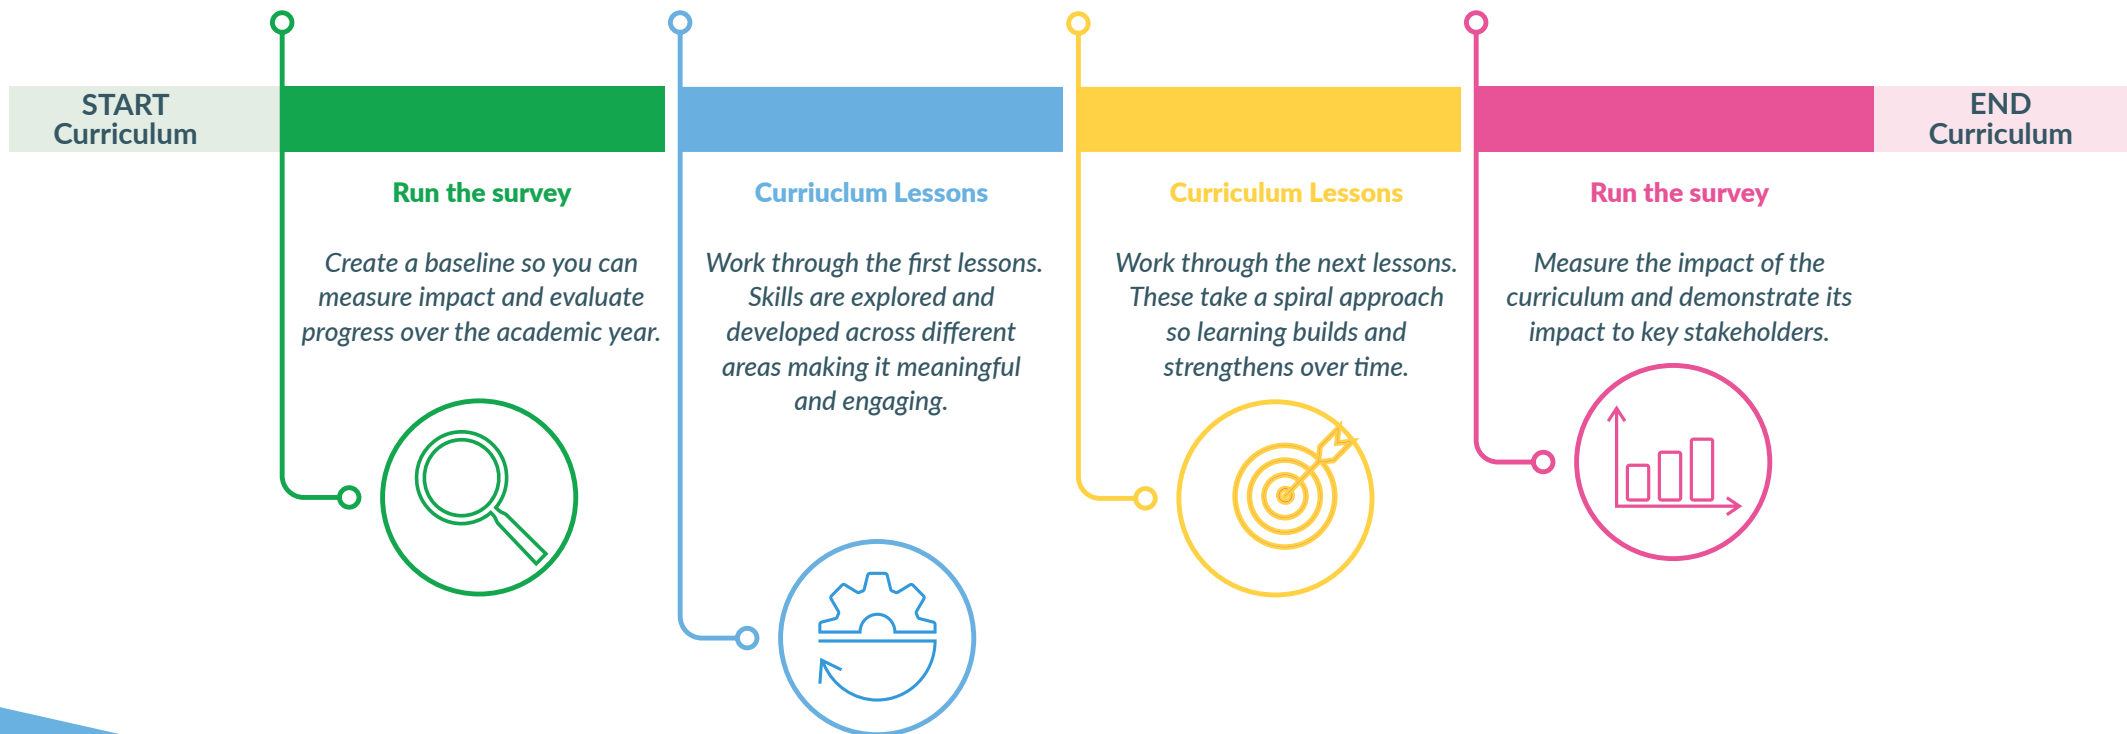 START
Curriculum
Run the survey
Create a baseline so you can
measure impact and evaluate
progress over the academic year.
Curriuclum Lessons
Work through the first lessons.
Skills are explored and
developed across different
areas making it meaningful
and engaging.
Curriculum Lessons
Work through the next lessons.
These take a spiral approach
so learning builds and
strengthens over time.
Run the survey
Measure the impact of the
curriculum and demonstrate its
impact to key stakeholders.
END
Curriculum